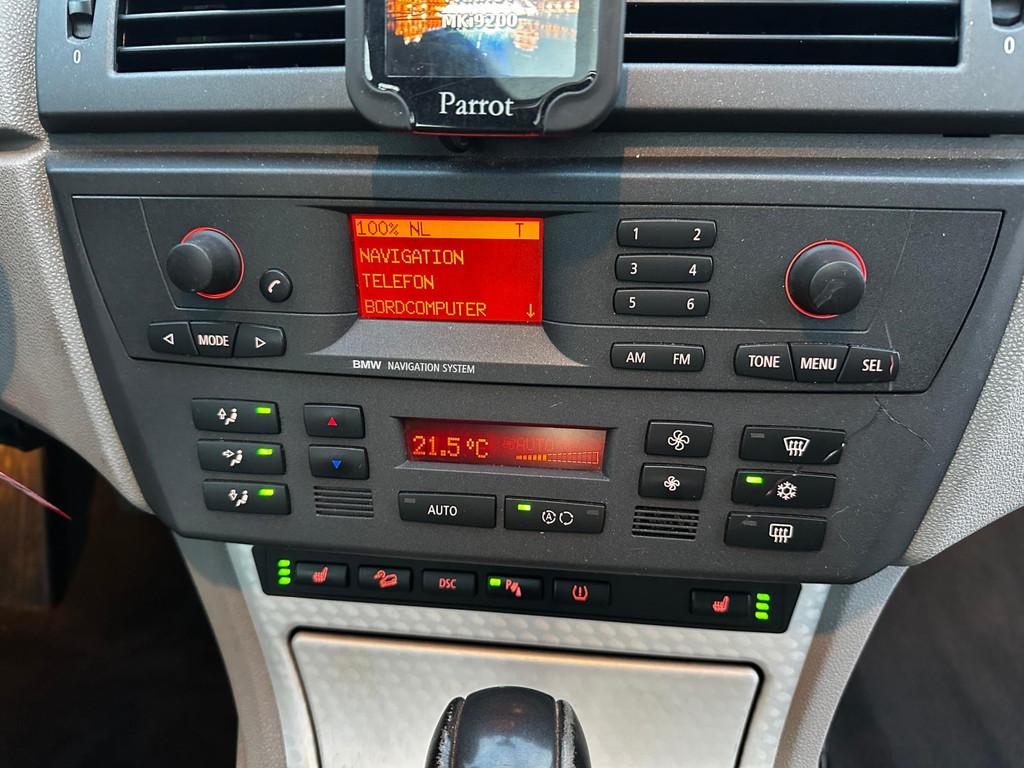 MKi9200
0
0
Parrot
100% NL T
NAVIGATION
TELEFON
BORDCOMPUTER ↓
1 2
3 4
5 6
MODE
AM FM
TONE MENU SEL
BMW NAVIGATION SYSTEM
21.5°C AUTO
AUTO
A
DSC
P